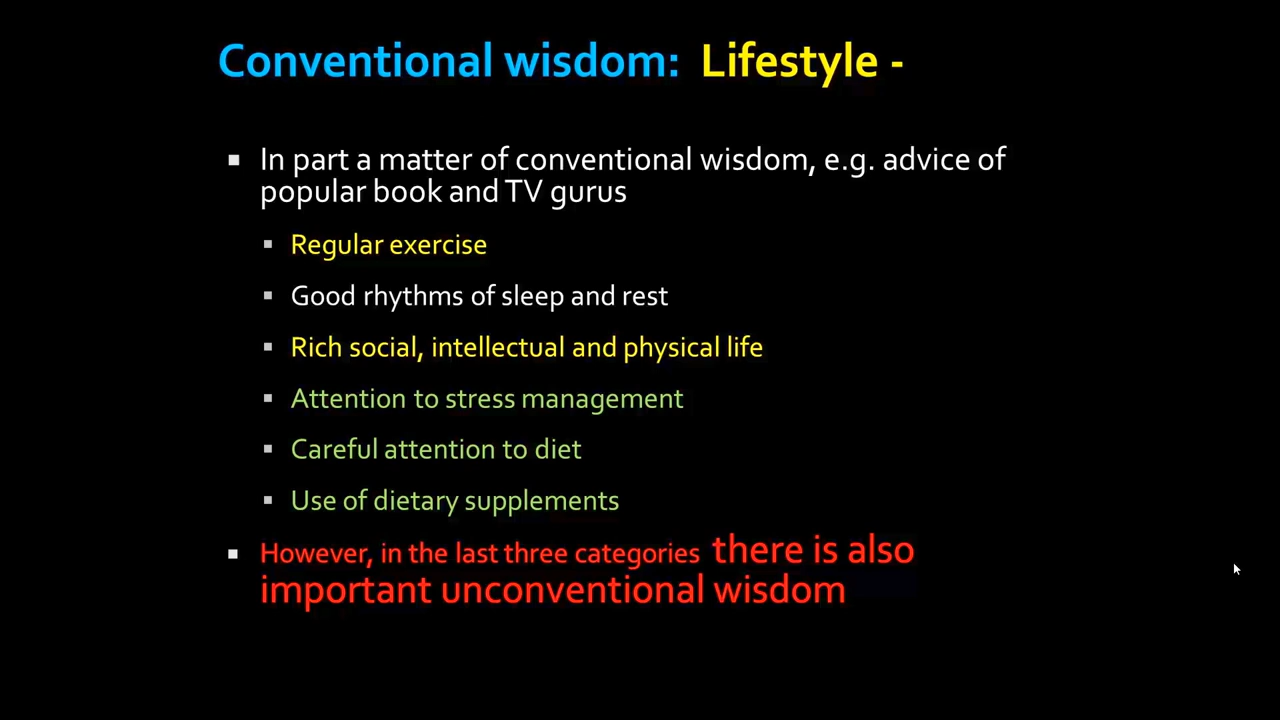 Conventional wisdom: Lifestyle -
In part a matter of conventional wisdom, e.g. advice of
popular book and TV gurus
Regular exercise
Good rhythms of sleep and rest
Rich social, intellectual and physical life
Attention to stress management
Careful attention to diet
Use of dietary supplements
However, in the last three categories there is also
important unconventional wisdom